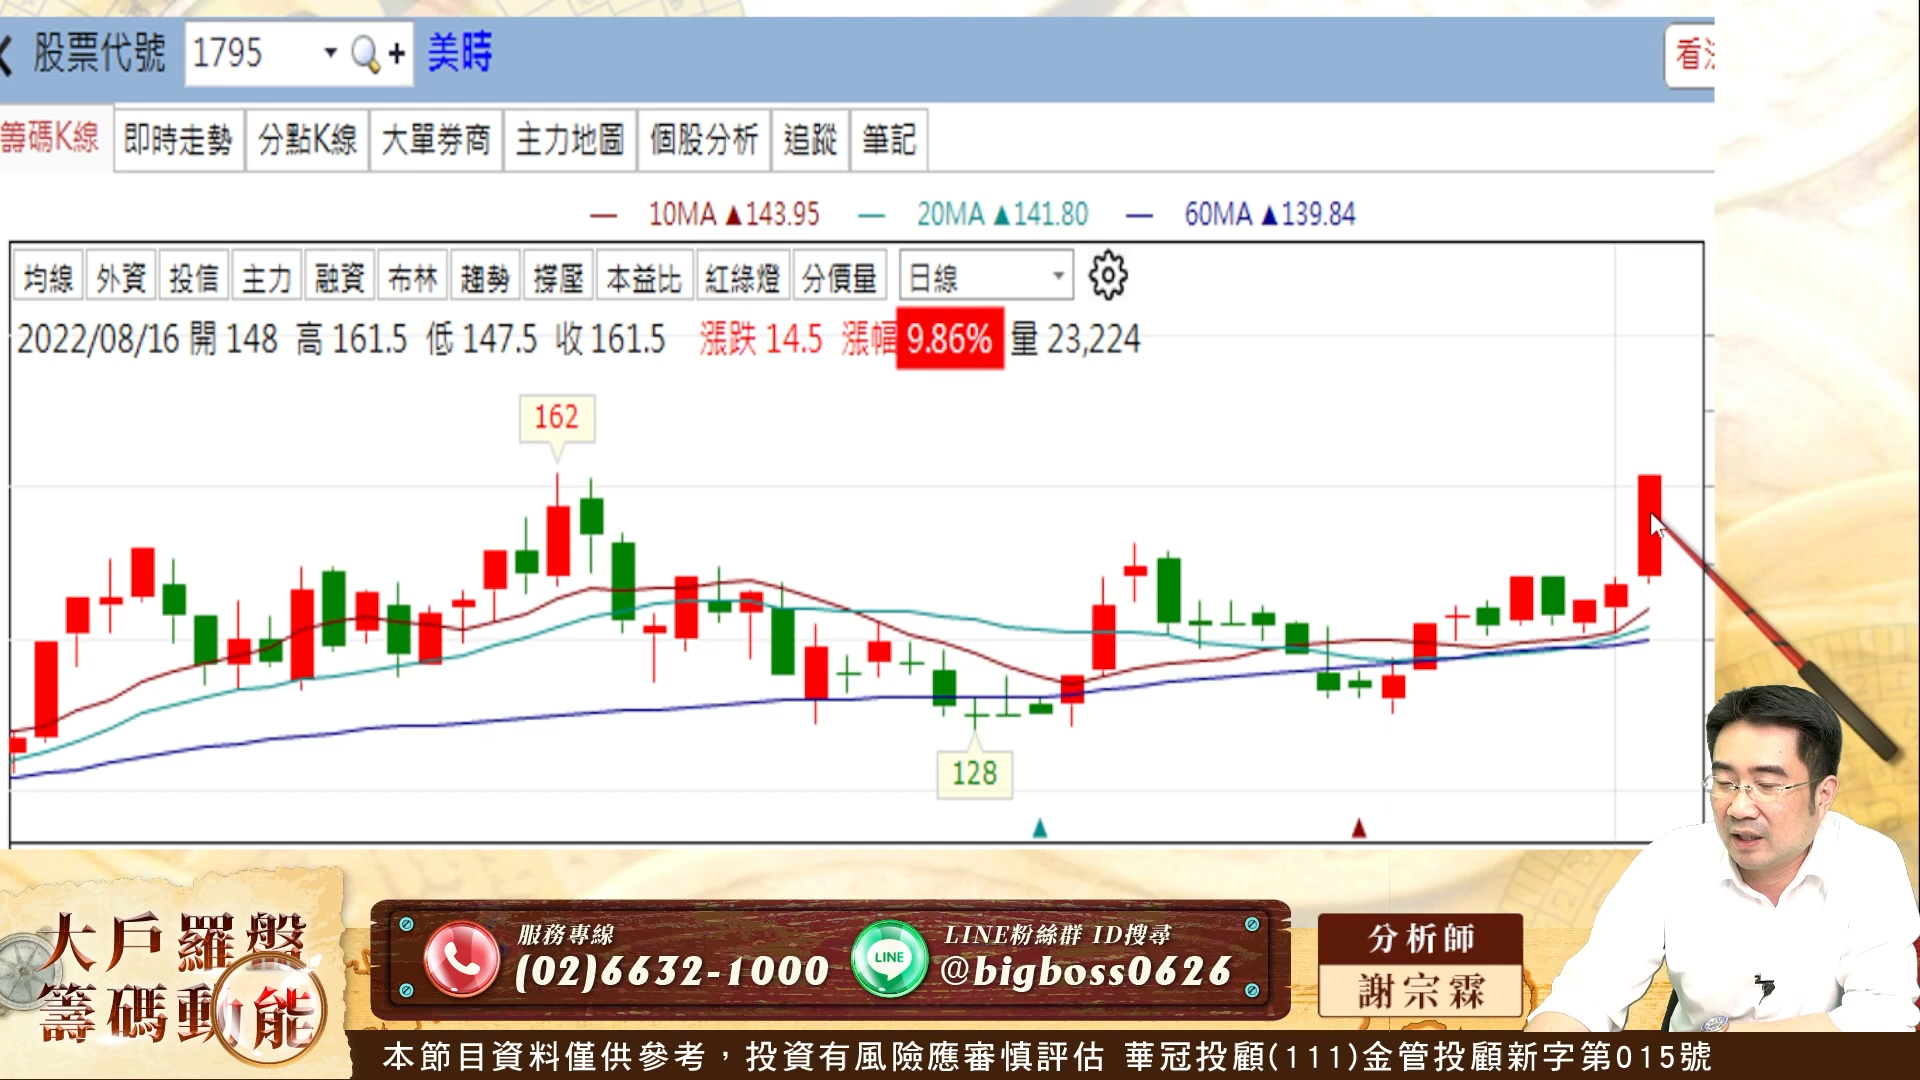 股票代號 1795 美時
看
籌碼K線 即時走勢 分點K線 大單券商 主力地圖 個股分析 追蹤 筆記
10MA ▲143.95 20MA ▲141.80 60MA ▲139.84
均線 外資 投信 主力 融資 布林 趨勢 撐壓 本益比 紅綠燈 分價量 日線
2022/08/16 開 148 高 161.5 低 147.5 收 161.5 漲跌 14.5 漲幅 9.86% 量 23,224
162
128
大戶羅盤
籌碼動能
服務專線
(02)6632-1000
LINE
LINE粉絲群 ID搜尋
@bigboss0626
分析師
謝宗霖
本節目資料僅供參考，投資有風險應審慎評估 華冠投顧(111)金管投顧新字第015號